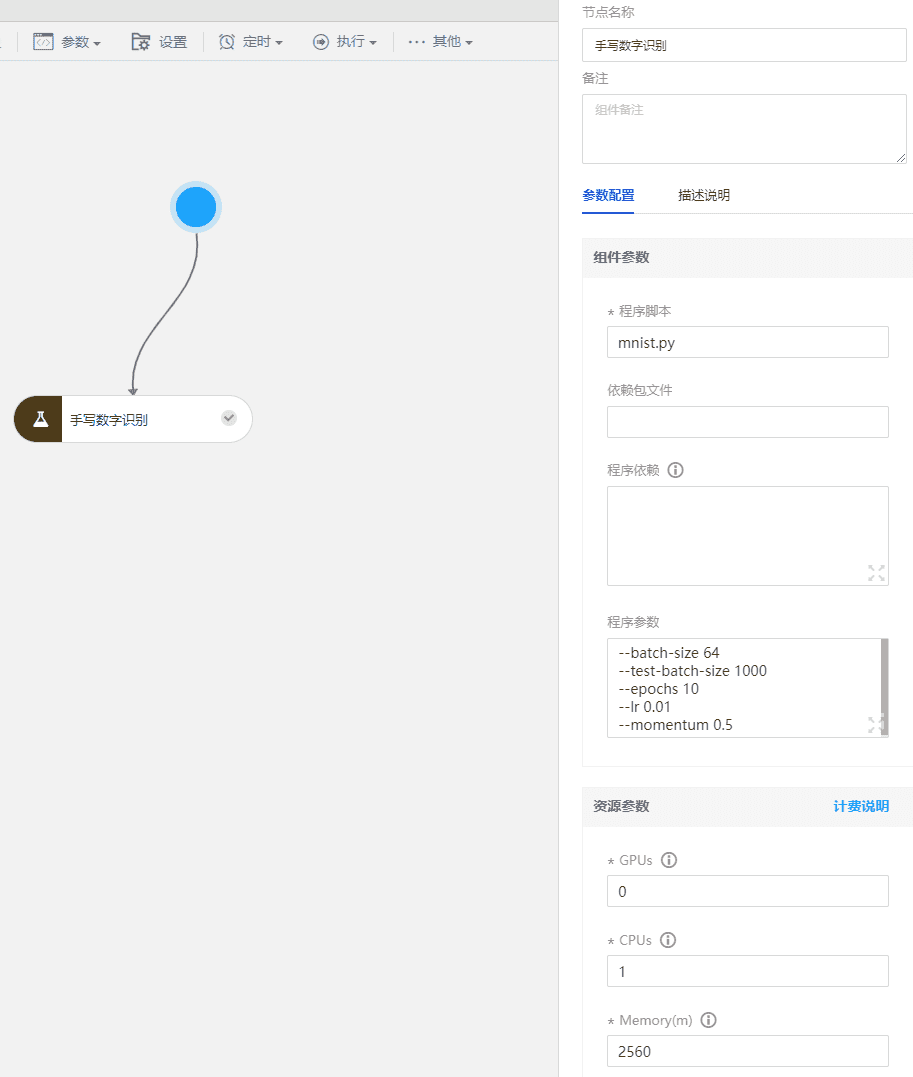 参数
设置
定时
执行
其他
手写数字识别
节点名称
手写数字识别
备注
组件备注
参数配置
描述说明
组件参数
* 程序脚本
mnist.py
依赖包文件
程序依赖
程序参数
--batch-size 64
--test-batch-size 1000
--epochs 10
--lr 0.01
--momentum 0.5
资源参数
计费说明
* GPUs
0
* CPUs
1
* Memory(m)
2560